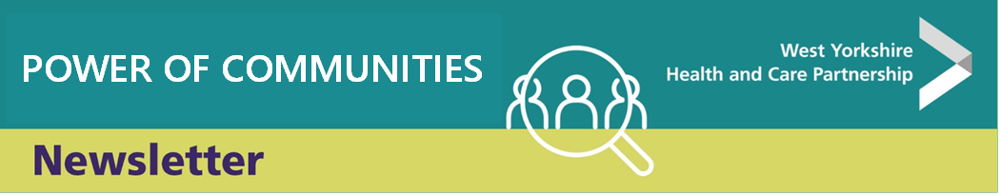 POWER OF COMMUNITIES
West Yorkshire
Health and Care Partnership
Newsletter